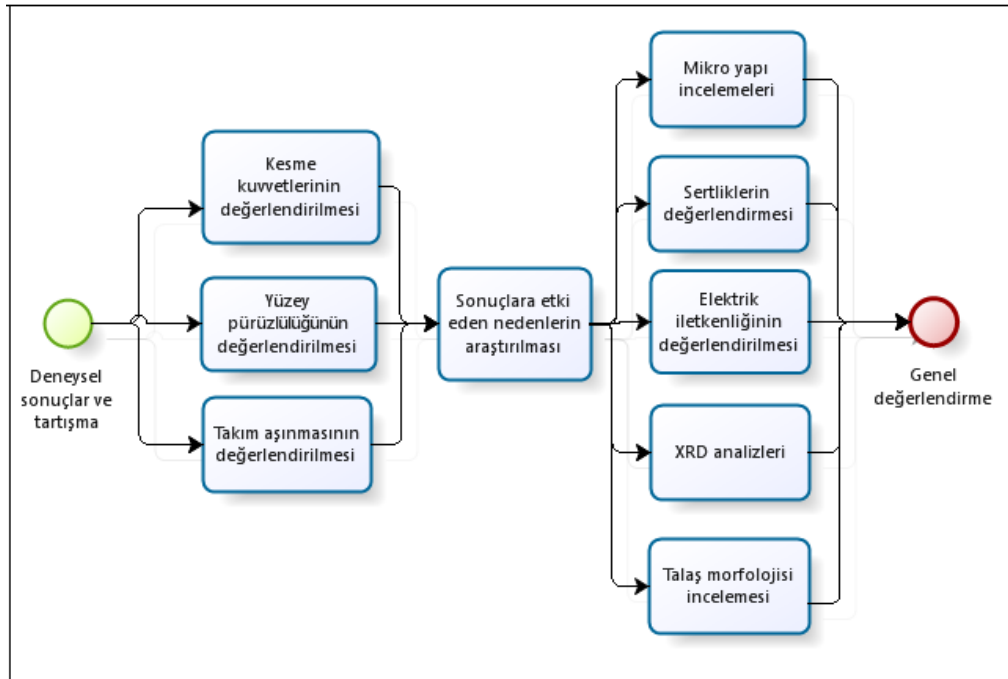 Deneysel
sonuçlar ve
tartışma
Kesme
kuvvetlerinin
değerlendirilmesi
Yüzey
pürüzlülüğünün
değerlendirilmesi
Takım aşınmasının
değerlendirilmesi
Sonuçlara etki
eden nedenlerin
araştırılması
Mikro yapı
incelemeleri
Sertliklerin
değerlendirmesi
Elektrik
iletkenliğinin
değerlendirilmesi
XRD analizleri
Talaş morfolojisi
incelemesi
Genel
değerlendirme